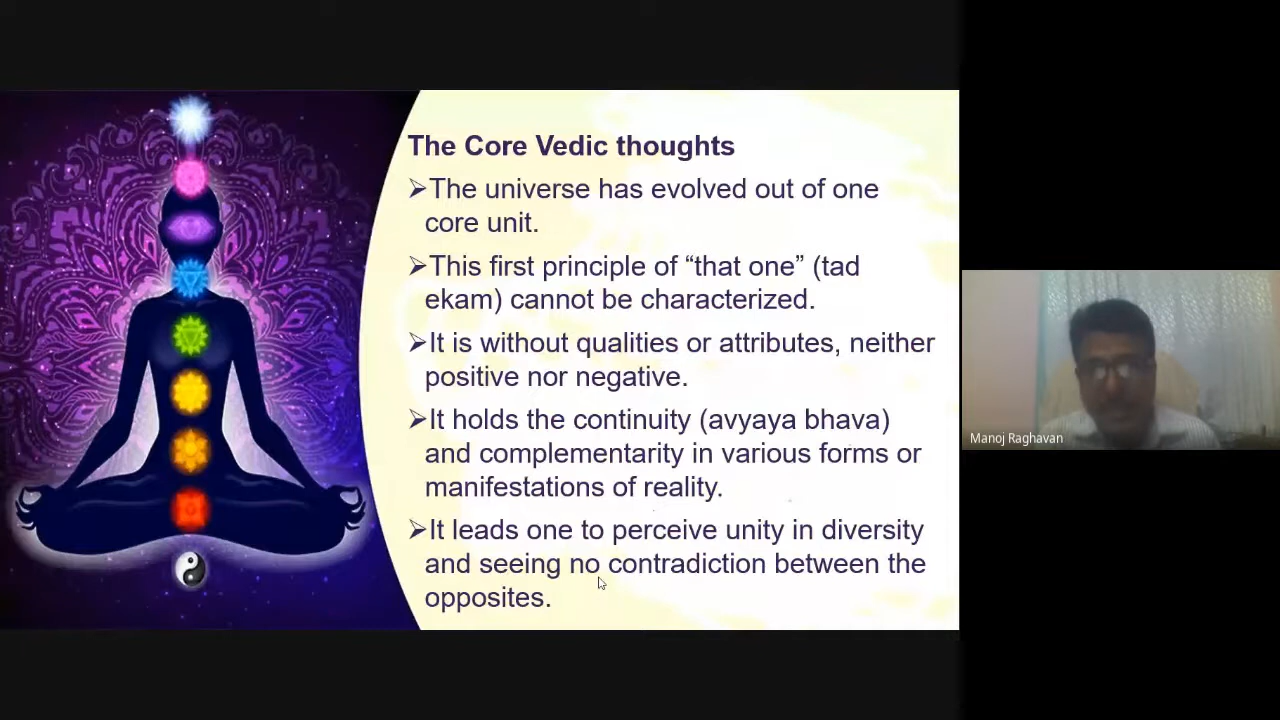 The Core Vedic thoughts
➢The universe has evolved out of one
core unit.
➢This first principle of “that one” (tad
ekam) cannot be characterized.
➢It is without qualities or attributes, neither
positive nor negative.
➢It holds the continuity (avyaya bhava)
and complementarity in various forms or
manifestations of reality.
➢It leads one to perceive unity in diversity
and seeing no contradiction between the
opposites.
Manoj Raghavan